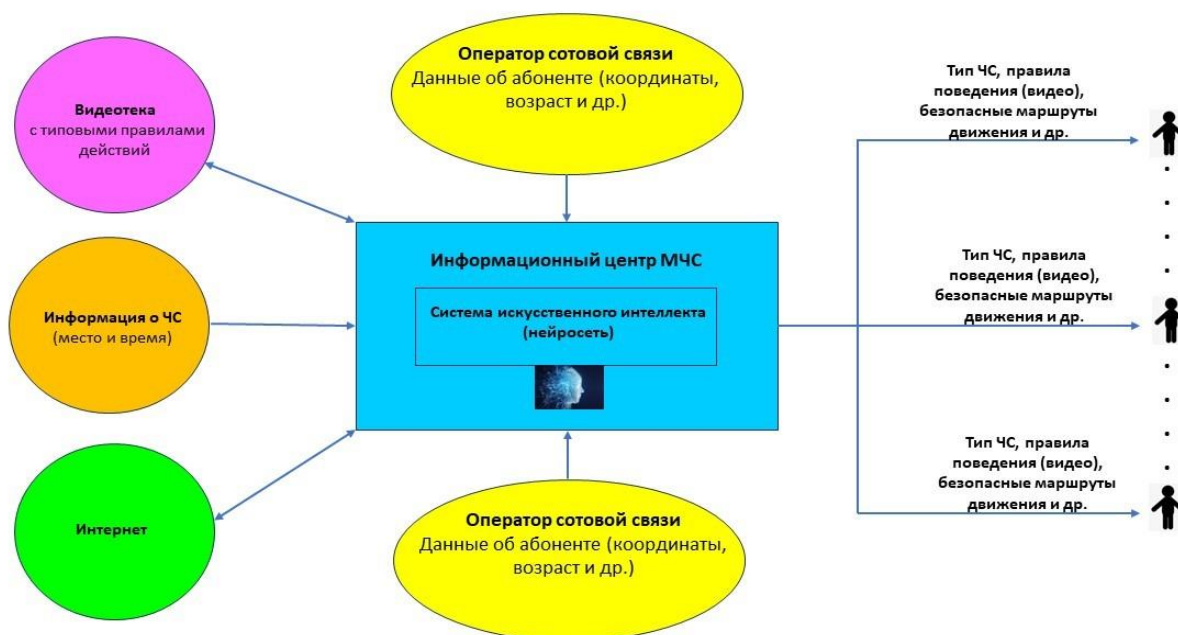 Оператор сотовой связи
Данные об абоненте (координаты,
возраст и др.)
Видеотека
с типовыми правилами
действий
Тип ЧС, правила
поведения (видео),
безопасные маршруты
движения и др.
Информационный центр МЧС
Система искусственного интеллекта
(нейросеть)
Информация о ЧС
(место и время)
Тип ЧС, правила
поведения (видео),
безопасные маршруты
движения и др.
Интернет
Оператор сотовой связи
Данные об абоненте (координаты,
возраст и др.)
Тип ЧС, правила
поведения (видео),
безопасные маршруты
движения и др.